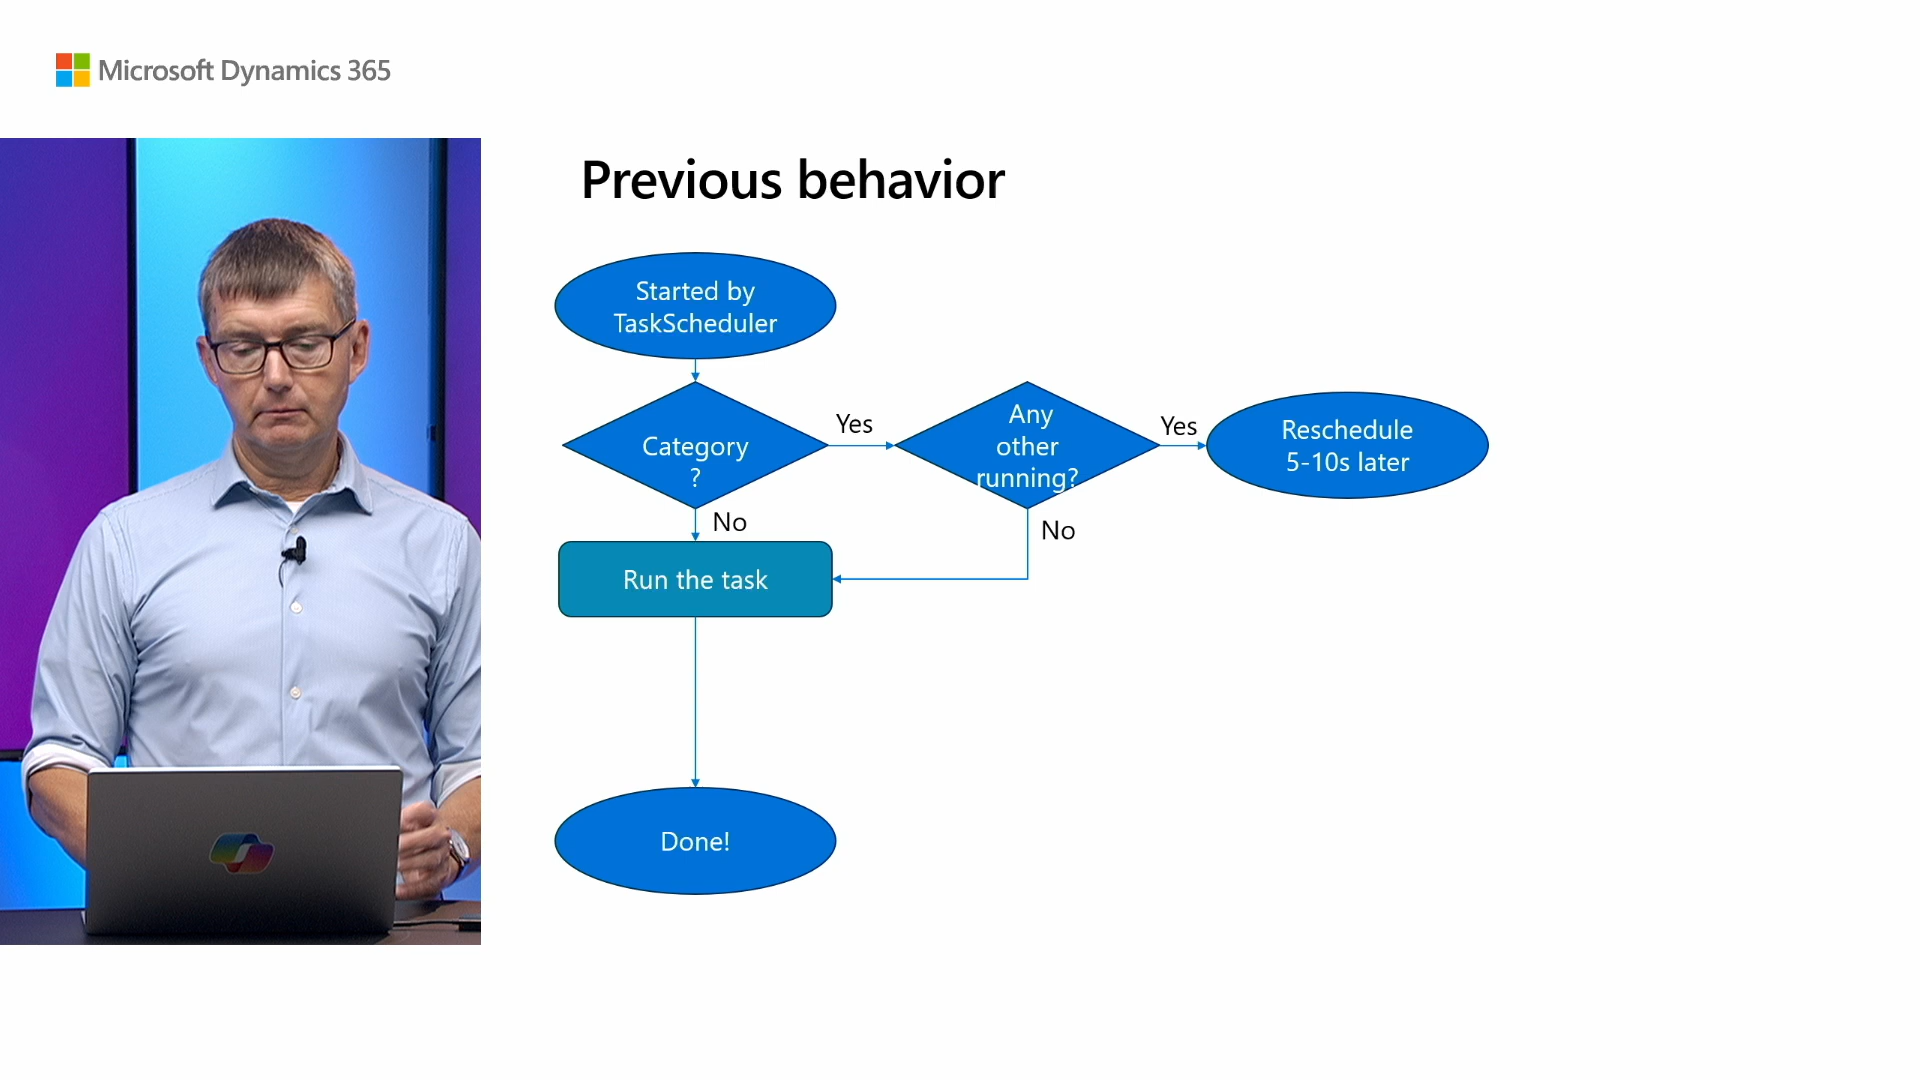 Microsoft Dynamics 365
Previous behavior
Started by
TaskScheduler
Category
?
Yes
Any
other
running?
Yes
Reschedule
5-10s later
No
No
Run the task
Done!